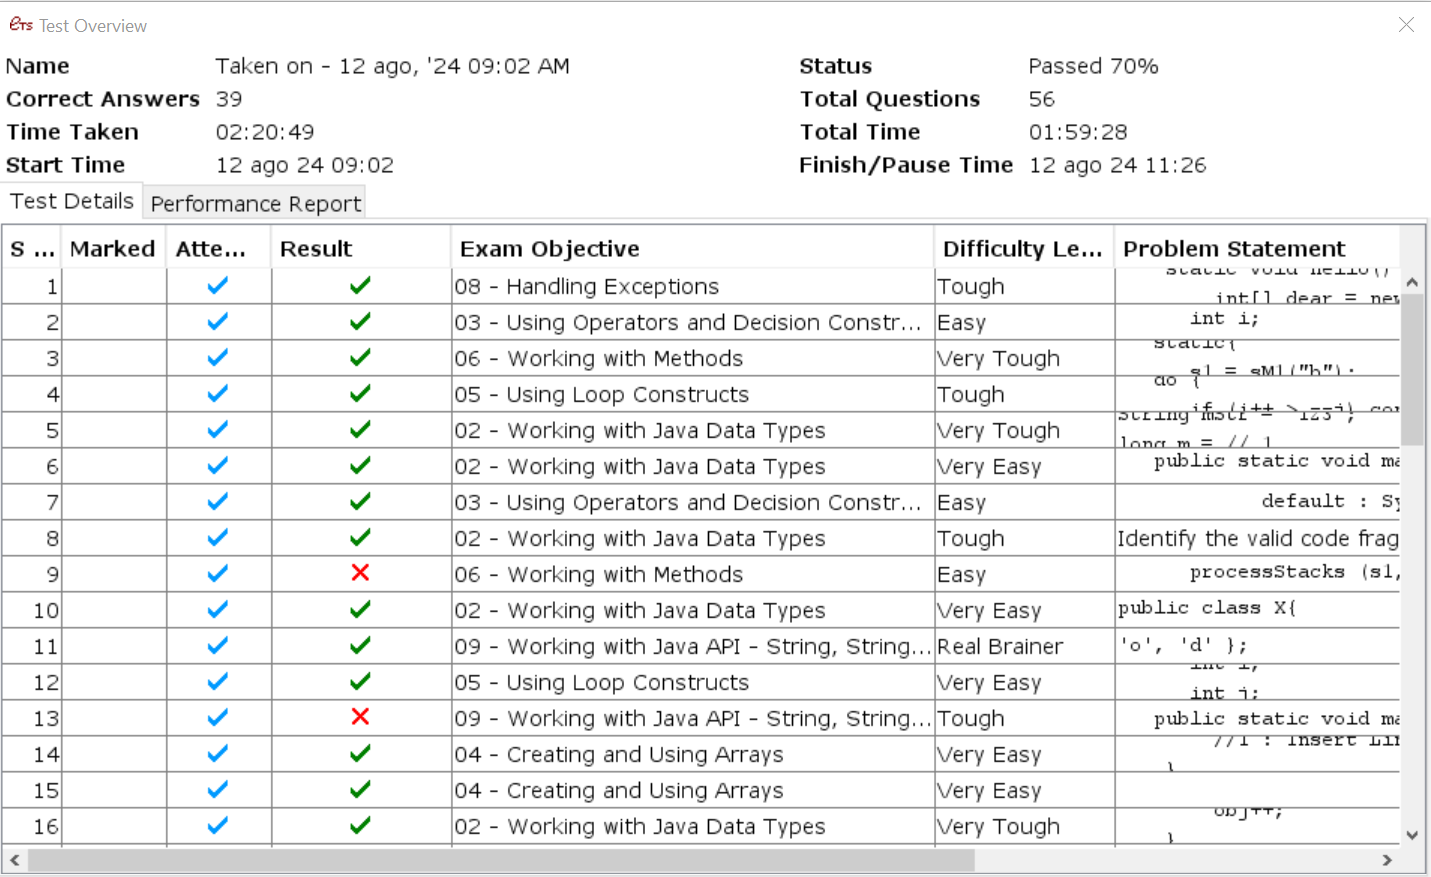 eTs Test Overview
Name Taken on - 12 ago, '24 09:02 AM Status Passed 70%
Correct Answers 39 Total Questions 56
Time Taken 02:20:49 Total Time 01:59:28
Start Time 12 ago 24 09:02 Finish/Pause Time 12 ago 24 11:26
Test Details Performance Report
S ... Marked Atte... Result Exam Objective Difficulty Le... Problem Statement
1 08 - Handling Exceptions Tough static void hello()
int[] dear = new
2 03 - Using Operators and Decision Constr... Easy int i;
3 06 - Working with Methods Very Tough static{
s1 = sM1("b");
4 05 - Using Loop Constructs Tough do {
5 02 - Working with Java Data Types Very Tough
long m = // 1
6 02 - Working with Java Data Types Very Easy public static void ma
7 03 - Using Operators and Decision Constr... Easy default : Sy
8 02 - Working with Java Data Types Tough Identify the valid code frag
9 06 - Working with Methods Easy processStacks (s1,
10 02 - Working with Java Data Types Very Easy public class X{
11 09 - Working with Java API - String, String... Real Brainer 'o', 'd' };
12 05 - Using Loop Constructs Very Easy int i;
int j;
13 09 - Working with Java API - String, String... Tough public static void ma
14 04 - Creating and Using Arrays Very Easy //1 : Insert Lin
}
15 04 - Creating and Using Arrays Very Easy
16 02 - Working with Java Data Types Very Tough obj++;
}